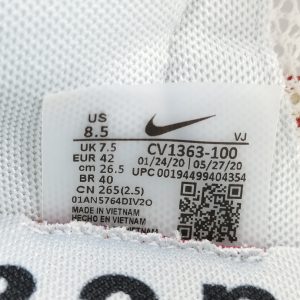 US
8.5
VJ
UK 7.5
EUR 42
cm 26.5
BR 40
CN 265(2.5)
01AN5764DIV2O
MADE IN VIETNAM
HECHO EN VIETNAM
CV1363-100
01/24/20 | 05/27/20
UPC 00194499404354